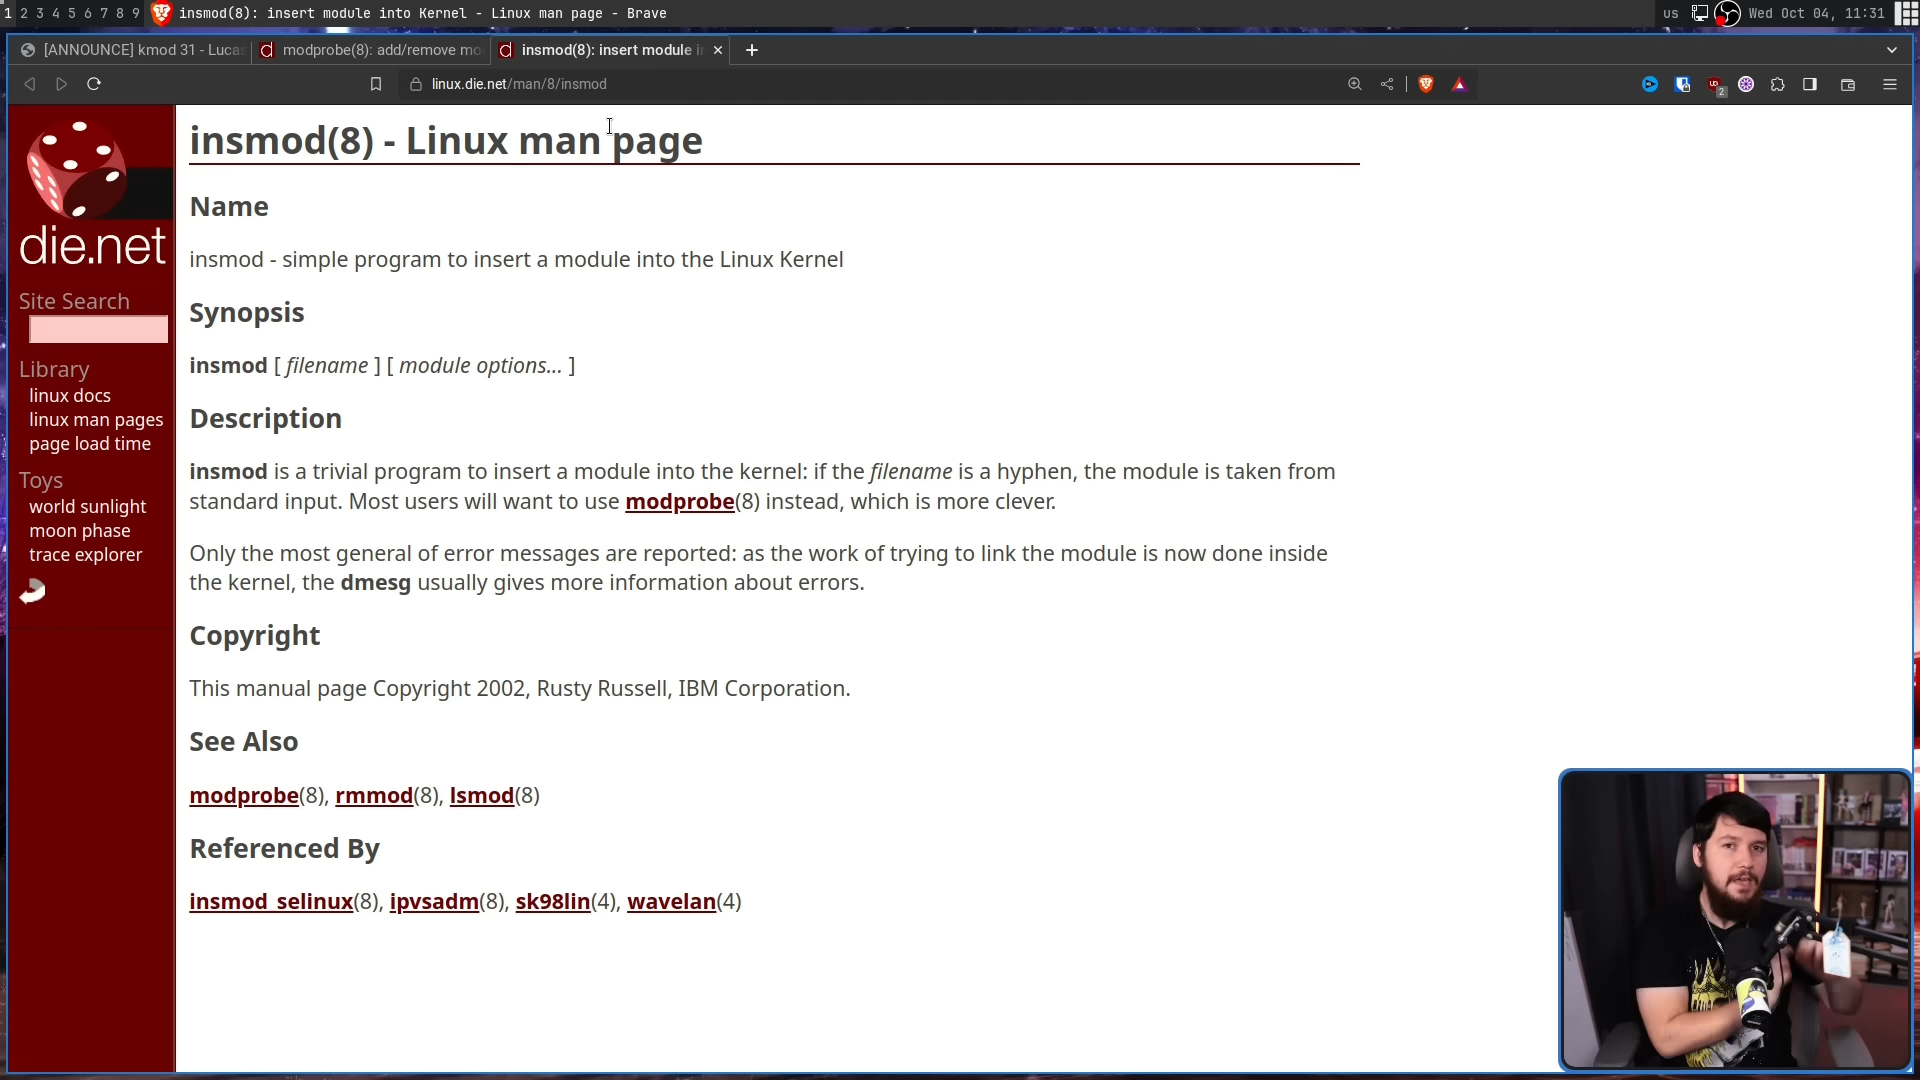 1 2 3 4 5 6 7 8 9 insmod(8): insert module into Kernel - Linux man page - Brave us Wed Oct 04, 11:31
[ANNOUNCE] kmod 31 - Lucas modprobe(8): add/remove mo insmod(8): insert module i
linux.die.net/man/8/insmod 2
die.net
Site Search
Library
linux docs
linux man pages
page load time
Toys
world sunlight
moon phase
trace explorer
insmod(8) - Linux man page
Name
insmod - simple program to insert a module into the Linux Kernel
Synopsis
insmod [ filename ] [ module options... ]
Description
insmod is a trivial program to insert a module into the kernel: if the filename is a hyphen, the module is taken from
standard input. Most users will want to use modprobe(8) instead, which is more clever.
Only the most general of error messages are reported: as the work of trying to link the module is now done inside
the kernel, the dmesg usually gives more information about errors.
Copyright
This manual page Copyright 2002, Rusty Russell, IBM Corporation.
See Also
modprobe(8), rmmod(8), lsmod(8)
Referenced By
insmod_selinux(8), ipvsadm(8), sk98lin(4), wavelan(4)